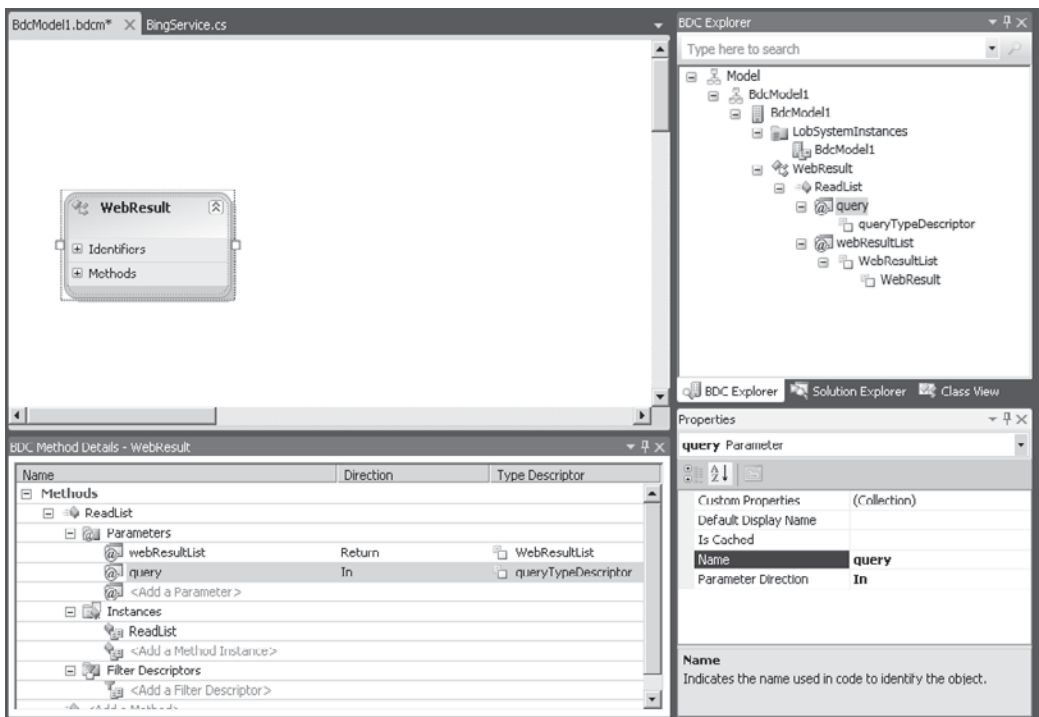 BdcModel1.bdcm*
BingService.cs
WebResult
Identifiers
Methods
BDC Method Details - WebResult
Name Direction Type Descriptor
Methods
ReadList
Parameters
webResultList Return WebResultList
query In queryTypeDescriptor
<Add a Parameter>
Instances
ReadList
<Add a Method Instance>
Filter Descriptors
<Add a Filter Descriptor>
<Add a Method>
BDC Explorer
Type here to search
Model
BdcModel1
BdcModel1
LobSystemInstances
BdcModel1
WebResult
ReadList
query
queryTypeDescriptor
webResultList
WebResultList
WebResult
BDC Explorer Solution Explorer Class View
Properties
query Parameter
Custom Properties (Collection)
Default Display Name
Is Cached
Name query
Parameter Direction In
Name
Indicates the name used in code to identify the object.